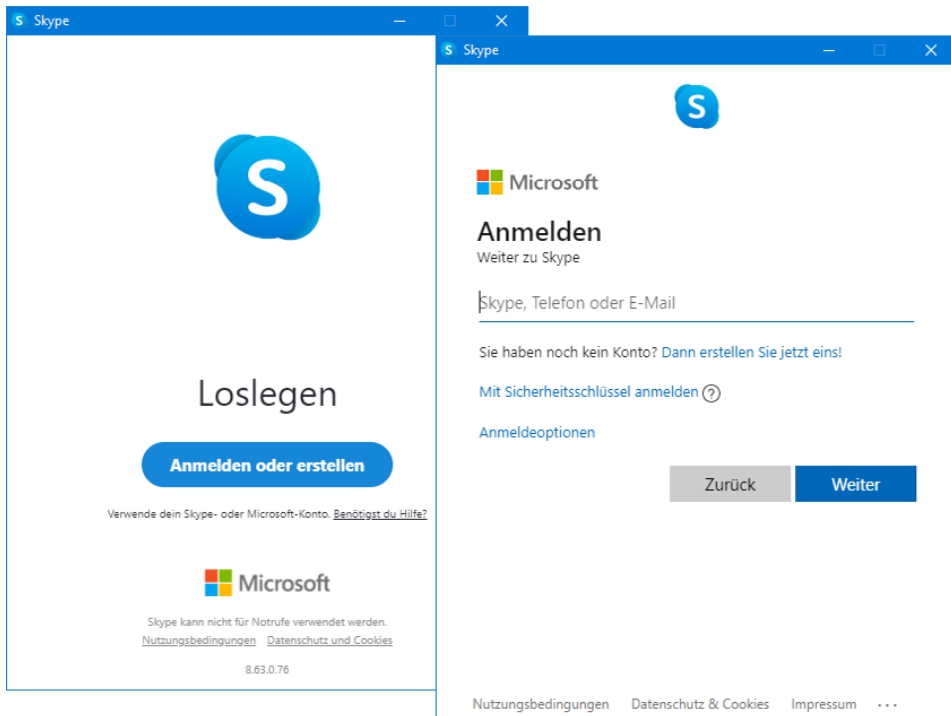 Skype
Loslegen
Anmelden oder erstellen
Verwende dein Skype- oder Microsoft-Konto. Benötigst du Hilfe?
Microsoft
Skype kann nicht für Notrufe verwendet werden.
Nutzungsbedingungen Datenschutz und Cookies
8.63.0.76
Skype
Microsoft
Anmelden
Weiter zu Skype
Skype, Telefon oder E-Mail
Sie haben noch kein Konto? Dann erstellen Sie jetzt eins!
Mit Sicherheitsschlüssel anmelden
Anmeldeoptionen
Zurück Weiter
Nutzungsbedingungen Datenschutz & Cookies Impressum ...